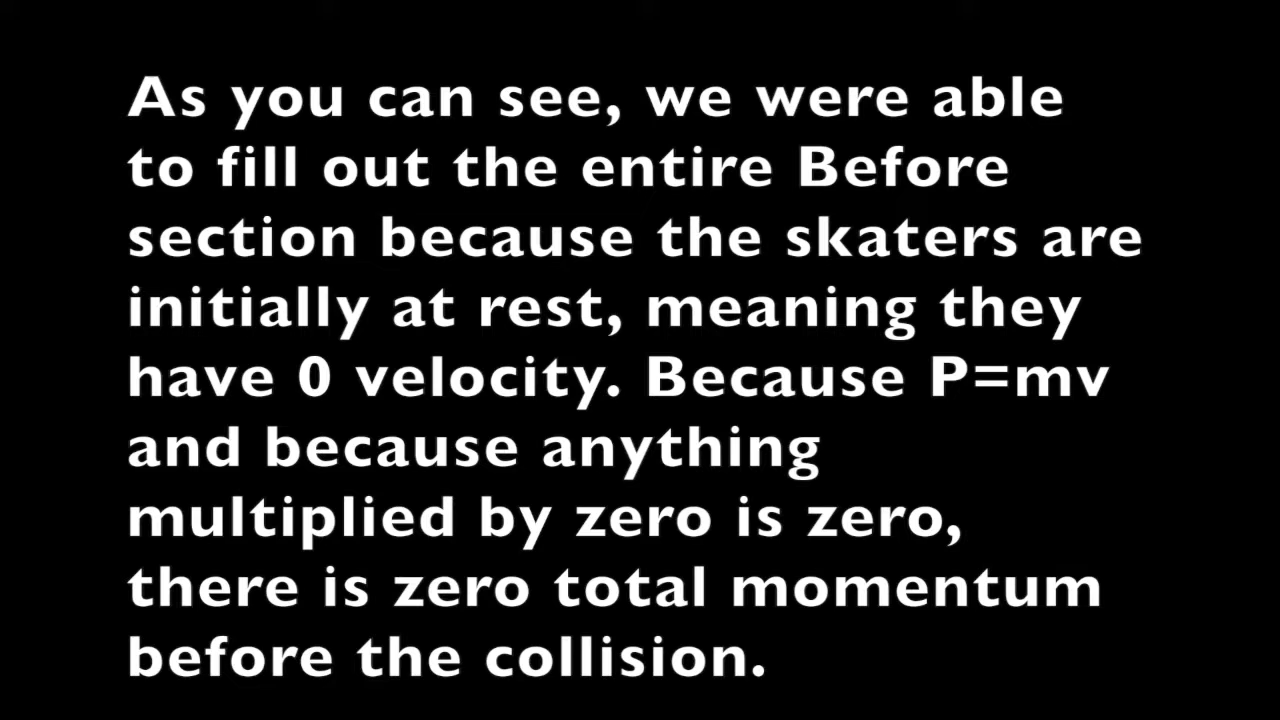 As you can see, we were able
to fill out the entire Before
section because the skaters are
initially at rest, meaning they
have 0 velocity. Because P=mv
and because anything
multiplied by zero is zero,
there is zero total momentum
before the collision.